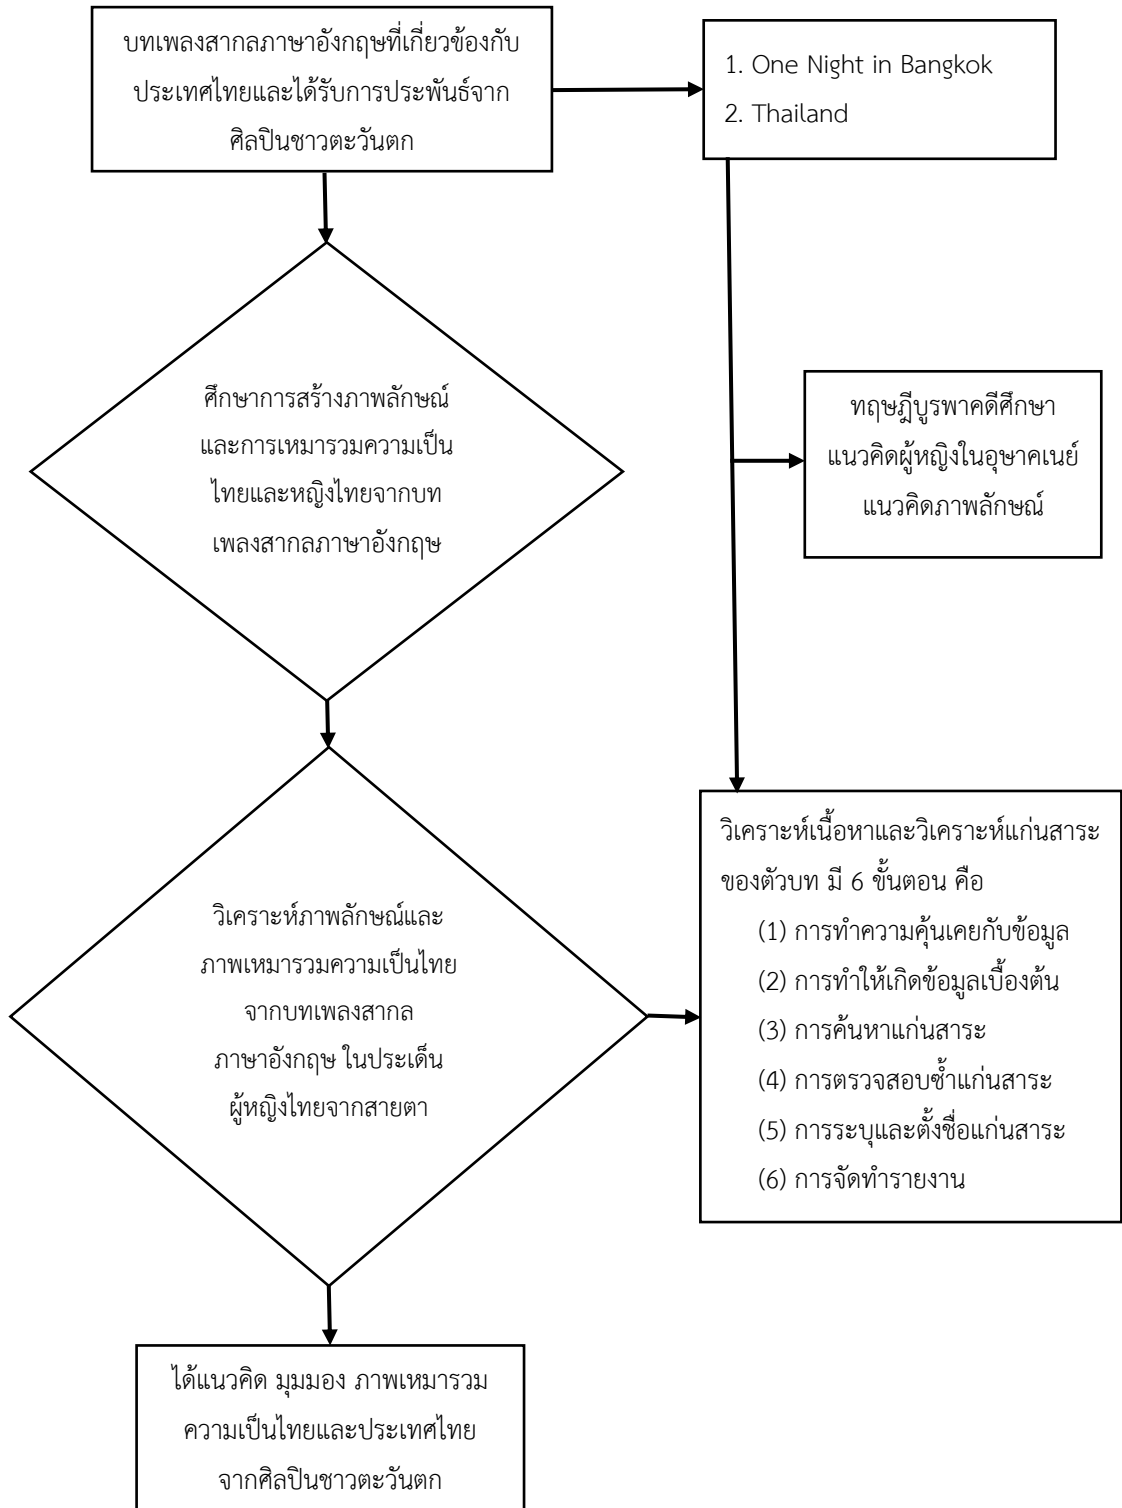 บทเพลงสากลภาษาอังกฤษที่เกี่ยวข้องกับ
ประเทศไทยและได้รับการประพันธ์จาก
ศิลปินชาวตะวันตก
1. One Night in Bangkok
2. Thailand
ศึกษาการสร้างภาพลักษณ์
และการเหมารวมความเป็น
ไทยและหญิงไทยจากบท
เพลงสากลภาษาอังกฤษ
ทฤษฎีบูรพาคดีศึกษา
แนวคิดผู้หญิงในอุษาคเนย์
แนวคิดภาพลักษณ์
วิเคราะห์ภาพลักษณ์และ
ภาพเหมารวมความเป็นไทย
จากบทเพลงสากล
ภาษาอังกฤษ ในประเด็น
ผู้หญิงไทยจากสายตา
วิเคราะห์เนื้อหาและวิเคราะห์แก่นสาระ
ของตัวบท มี 6 ขั้นตอน คือ
(1) การทำความคุ้นเคยกับข้อมูล
(2) การทำให้เกิดข้อมูลเบื้องต้น
(3) การค้นหาแก่นสาระ
(4) การตรวจสอบซ้ำแก่นสาระ
(5) การระบุและตั้งชื่อแก่นสาระ
(6) การจัดทำรายงาน
ได้แนวคิด มุมมอง ภาพเหมารวม
ความเป็นไทยและประเทศไทย
จากศิลปินชาวตะวันตก